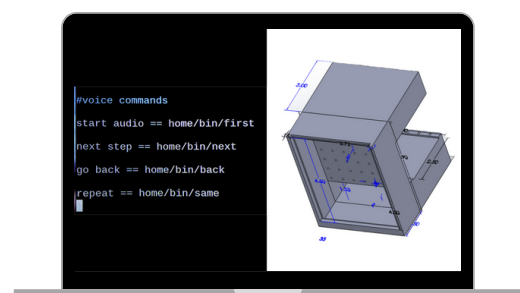 #voice commands
start audio == home/bin/first
next step == home/bin/next
go back == home/bin/back
repeat == home/bin/same